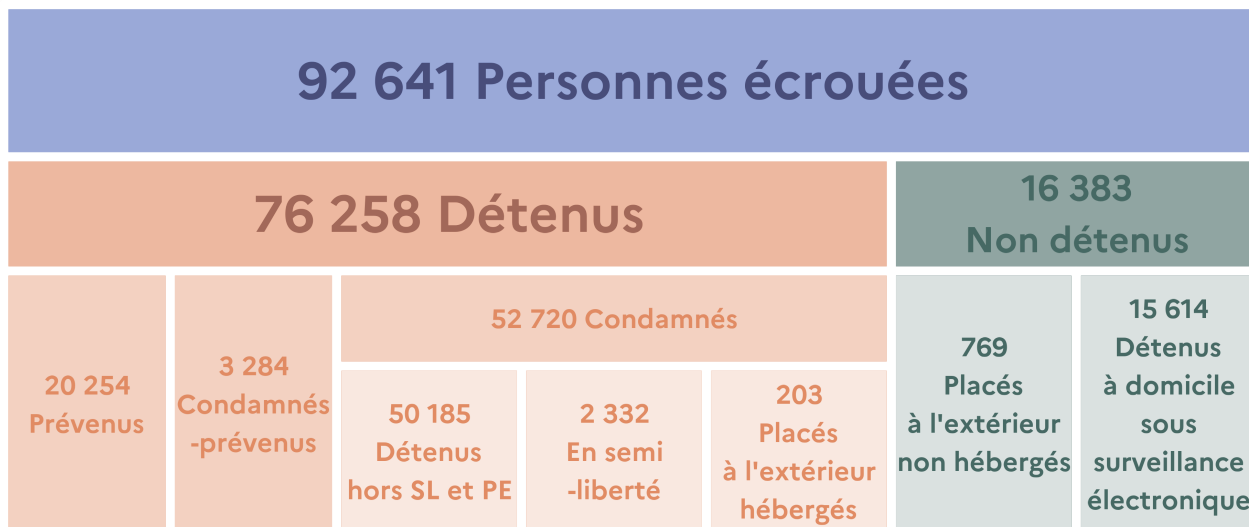 92 641 Personnes écrouées
76 258 Détenus
16 383
Non détenus
20 254
Prévenus
3 284
Condamnés
-prévenus
52 720 Condamnés
50 185
Détenus
hors SL et PE
2 332
En semi
-liberté
203
Placés
à l'extérieur
hébergés
769
Placés
à l'extérieur
non hébergés
15 614
Détenus
à domicile
sous
surveillance
électronique